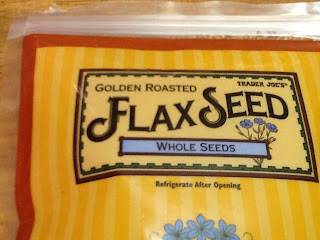 TRADER JOE'S
GOLDEN ROASTED
FLAX SEED
WHOLE SEEDS
Refrigerate After Opening